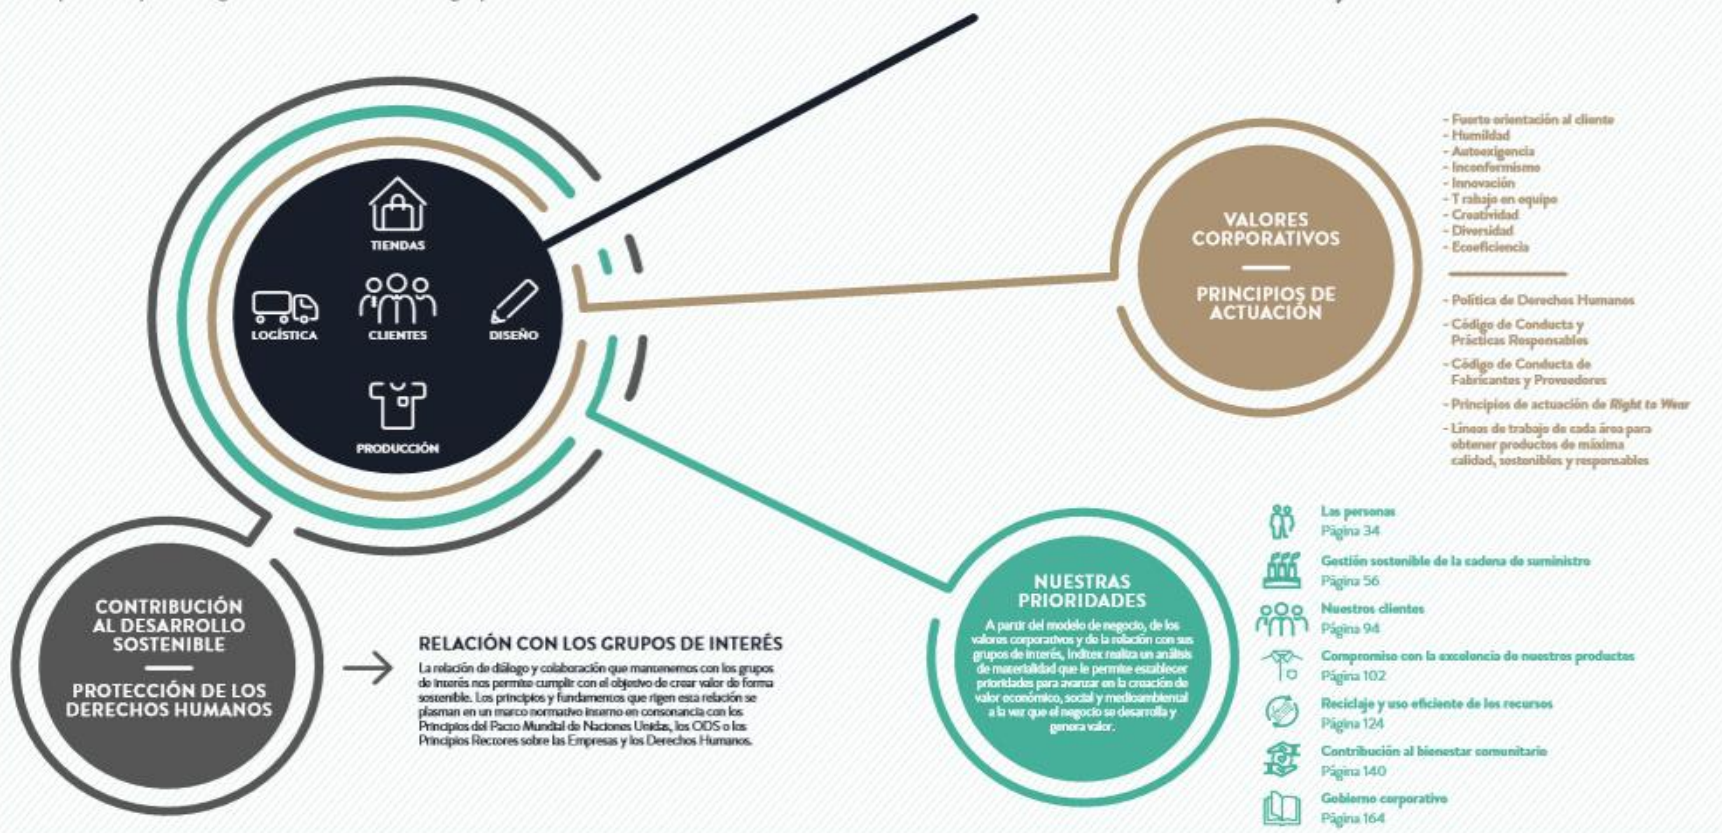 TIENDAS
LOGÍSTICA
CLIENTES
DISEÑO
PRODUCCIÓN
VALORES
CORPORATIVOS
PRINCIPIOS DE
ACTUACIÓN
- Fuerte orientación al cliente
- Humildad
- Autoexigencia
- Inconformismo
- Innovación
- T rabajo en equipo
- Creatividad
- Diversidad
- Ecoeficiencia
- Política de Derechos Humanos
- Código de Conducta y
Prácticas Responsables
- Código de Conducta de
Fabricantes y Proveedores
- Principios de actuación de Right to Wear
- Líneas de trabajo de cada área para
obtener productos de máxima
calidad, sostenibles y responsables
CONTRIBUCIÓN
AL DESARROLLO
SOSTENIBLE
PROTECCIÓN DE LOS
DERECHOS HUMANOS
RELACIÓN CON LOS GRUPOS DE INTERÉS
La relación de diálogo y colaboración que mantenemos con los grupos
de interés nos permite cumplir con el objetivo de crear valor de forma
sostenible. Los principios y fundamentos que rigen esta relación se
plasman en un marco normativo interno en consonancia con los
Principios del Pacto Mundial de Naciones Unidas, los ODS o los
Principios Rectores sobre las Empresas y los Derechos Humanos.
NUESTRAS
PRIORIDADES
A partir del modelo de negocio, de los
valores corporativos y de la relación con sus
grupos de interés, Inditex realiza un análisis
de materialidad que le permite establecer
prioridades para avanzar en la creación de
valor económico, social y medioambiental
a la vez que el negocio se desarrolla y
genera valor.
Las personas
Página 34
Gestión sostenible de la cadena de suministro
Página 56
Nuestros clientes
Página 94
Compromiso con la excelencia de nuestros productos
Página 102
Reciclaje y uso eficiente de los recursos
Página 124
Contribución al bienestar comunitario
Página 140
Gobierno corporativo
Página 164